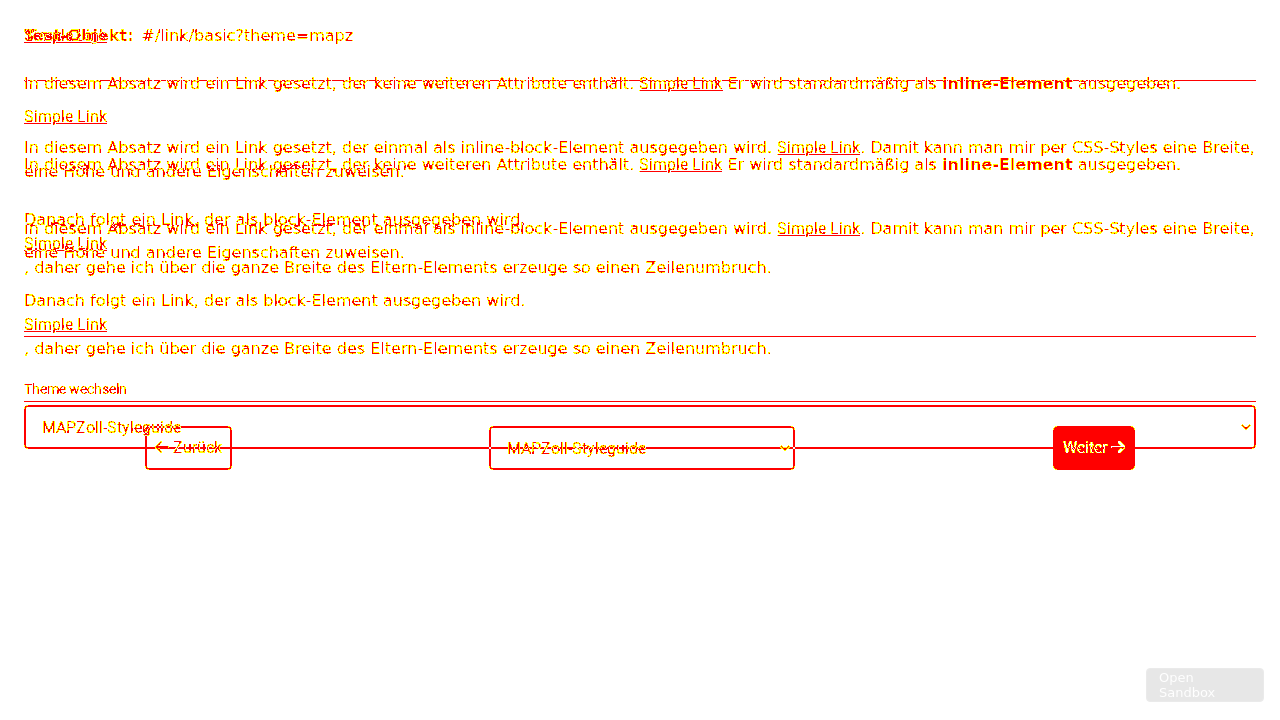 Simple Link
Test-Objekt: #/link/basic?theme=mapz
In diesem Absatz wird ein Link gesetzt, der keine weiteren Attribute enthält. Simple Link Er wird standardmäßig als inline-Element ausgegeben.
Simple Link
In diesem Absatz wird ein Link gesetzt, der einmal als inline-block-Element ausgegeben wird. Simple Link. Damit kann man mir per CSS-Styles eine Breite,
In diesem Absatz wird ein Link gesetzt, der keine weiteren Attribute enthält. Simple Link Er wird standardmäßig als inline-Element ausgegeben.
eine Höhe und andere Eigenschaften zuweisen.
Danach folgt ein Link, der als block-Element ausgegeben wird.
In diesem Absatz wird ein Link gesetzt, der einmal als inline-block-Element ausgegeben wird. Simple Link. Damit kann man mir per CSS-Styles eine Breite,
Simple Link
eine Höhe und andere Eigenschaften zuweisen.
, daher gehe ich über die ganze Breite des Eltern-Elements erzeuge so einen Zeilenumbruch.
Danach folgt ein Link, der als block-Element ausgegeben wird.
Simple Link
, daher gehe ich über die ganze Breite des Eltern-Elements erzeuge so einen Zeilenumbruch.
Theme wechseln
MAPZoll-Styleguide
← Zurück
MAPZoll-Styleguide
Weiter →
Open
Sandbox